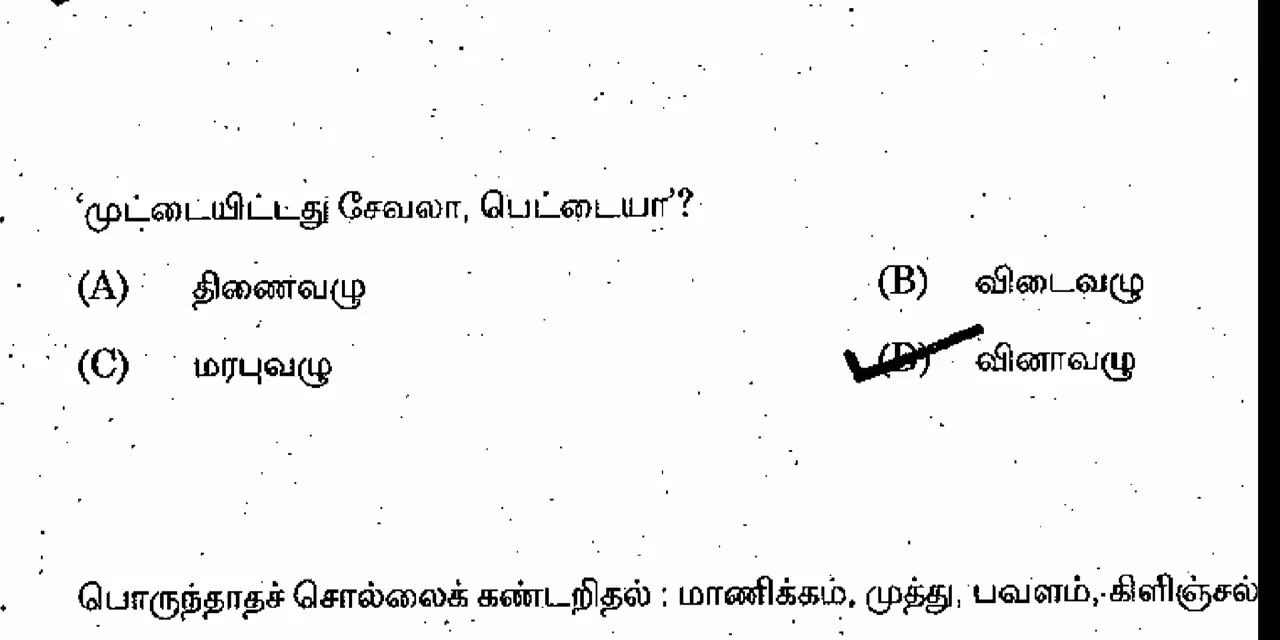 'முட்டையிட்டது சேவலா, பெட்டையா'?
(A) திணைவழு (B) விடைவழு
(C) மரபுவழு (D) வினாவழு
பொருந்தாதச் சொல்லைக் கண்டறிதல் : மாணிக்கம், முத்து, பவளம், கிளிஞ்சல்